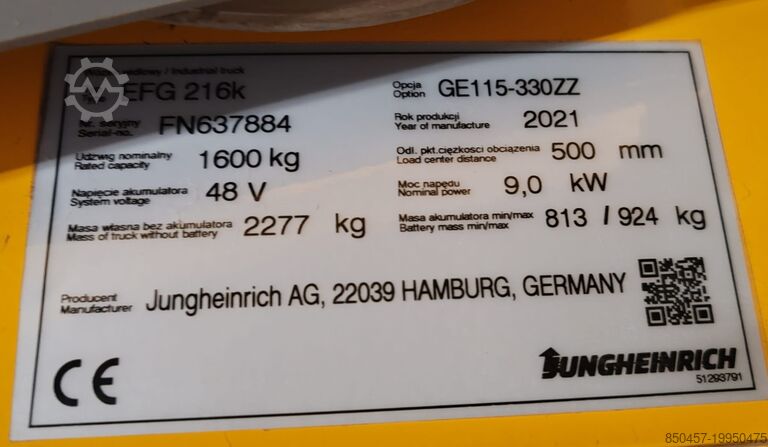 Industrial truck
EFG 216k
Opcja
Option
GE115-330ZZ
Nr. seryjny
Serial-no.
FN637884
Rok produkcji
Year of manufacture
2021
Udźwig nominalny
Rated capacity
1600 kg
Odl. pkt.ciężkości obciążenia
Load center distance
500 mm
Napięcie akumulatora
System voltage
48 V
Moc napędu
Nominal power
9,0 kW
Masa własna bez akumulatora
Mass of truck without battery
2277 kg
Masa akumulatora min/max
Battery mass min/max
813 / 924 kg
Producent
Manufacturer
Jungheinrich AG, 22039 HAMBURG, GERMANY
CE
JUNGHEINRICH
51293791
850457-19950475